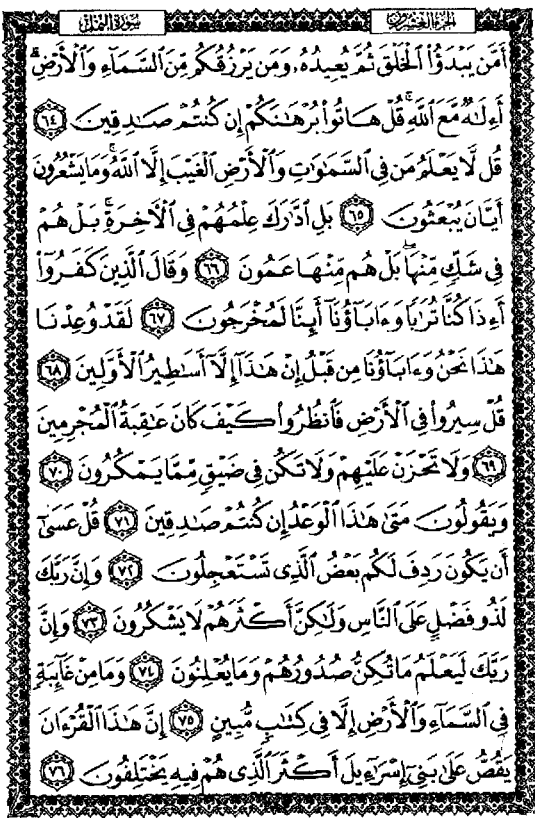 الجزء العشرون سورة النمل
أَمَّن يَبْدَؤُا۟ ٱلْخَلْقَ ثُمَّ يُعِيدُهُۥ وَمَن يَرْزُقُكُم مِّنَ ٱلسَّمَآءِ وَٱلْأَرْضِ ۗ
أَءِلَٰهٌ مَّعَ ٱللَّهِ ۚ قُلْ هَاتُوا۟ بُرْهَٰنَكُمْ إِن كُنتُمْ صَٰدِقِينَ ﴿٦٤﴾
قُل لَّا يَعْلَمُ مَن فِى ٱلسَّمَٰوَٰتِ وَٱلْأَرْضِ ٱلْغَيْبَ إِلَّا ٱللَّهُ ۚ وَمَا يَشْعُرُونَ
أَيَّانَ يُبْعَثُونَ ﴿٦٥﴾ بَلِ ٱدَّٰرَكَ عِلْمُهُمْ فِى ٱلْءَاخِرَةِ ۚ بَلْ هُمْ
فِى شَكٍّ مِّنْهَا ۖ بَلْ هُم مِّنْهَا عَمُونَ ﴿٦٦﴾ وَقَالَ ٱلَّذِينَ كَفَرُوٓا۟
أَءِذَا كُنَّا تُرَٰبًا وَءَابَآؤُنَآ أَئِنَّا لَمُخْرَجُونَ ﴿٦٧﴾ لَقَدْ وُعِدْنَا
هَٰذَا نَحْنُ وَءَابَآؤُنَا مِن قَبْلُ إِنْ هَٰذَآ إِلَّآ أَسَٰطِيرُ ٱلْأَوَّلِينَ ﴿٦٨﴾
قُلْ سِيرُوا۟ فِى ٱلْأَرْضِ فَٱنظُرُوا۟ كَيْفَ كَانَ عَٰقِبَةُ ٱلْمُجْرِمِينَ
﴿٦٩﴾ وَلَا تَحْزَنْ عَلَيْهِمْ وَلَا تَكُن فِى ضَيْقٍ مِّمَّا يَمْكُرُونَ ﴿٧٠﴾
وَيَقُولُونَ مَتَىٰ هَٰذَا ٱلْوَعْدُ إِن كُنتُمْ صَٰدِقِينَ ﴿٧١﴾ قُلْ عَسَىٰٓ
أَن يَكُونَ رَدِفَ لَكُم بَعْضُ ٱلَّذِى تَسْتَعْجِلُونَ ﴿٧٢﴾ وَإِنَّ رَبَّكَ
لَذُو فَضْلٍ عَلَى ٱلنَّاسِ وَلَٰكِنَّ أَكْثَرَهُمْ لَا يَشْكُرُونَ ﴿٧٣﴾ وَإِنَّ
رَبَّكَ لَيَعْلَمُ مَا تُكِنُّ صُدُورُهُمْ وَمَا يُعْلِنُونَ ﴿٧٤﴾ وَمَا مِنْ غَآئِبَةٍ
فِى ٱلسَّمَآءِ وَٱلْأَرْضِ إِلَّا فِى كِتَٰبٍ مُّبِينٍ ﴿٧٥﴾ إِنَّ هَٰذَا ٱلْقُرْءَانَ
يَقُصُّ عَلَىٰ بَنِىٓ إِسْرَٰٓءِيلَ أَكْثَرَ ٱلَّذِى هُمْ فِيهِ يَخْتَلِفُونَ ﴿٧٦﴾